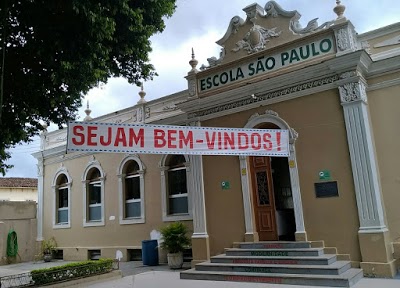 ESCOLA SÃO PAULO
SEJAM BEM-VINDOS!